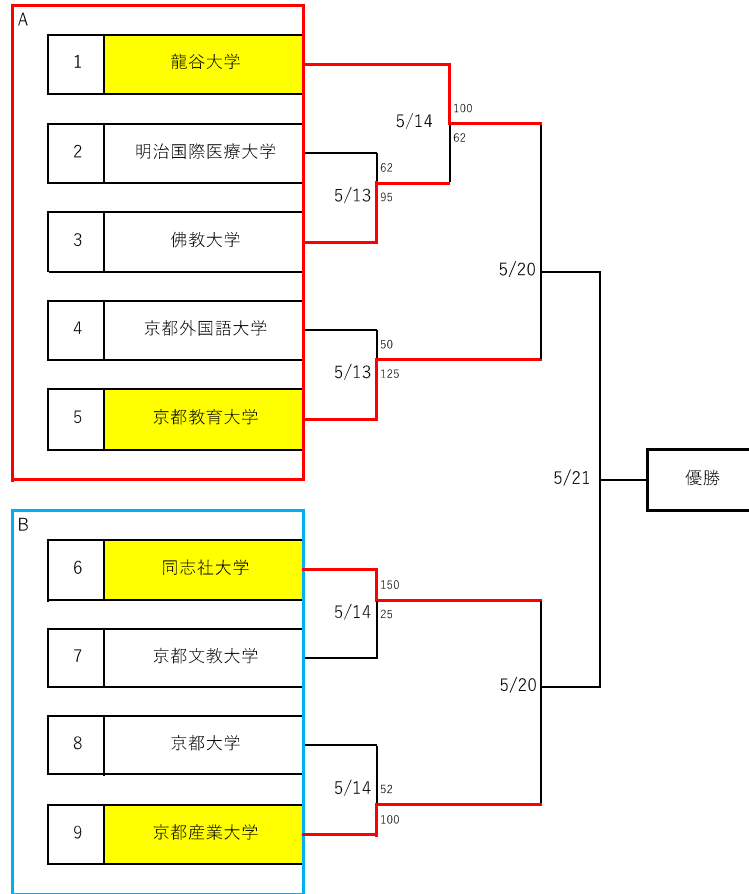 A
1 龍谷大学
100
5/14
62
2 明治国際医療大学
62
5/13
95
3 佛教大学
5/20
4 京都外国語大学
50
5/13
125
5 京都教育大学
5/21
優勝
B
6 同志社大学
150
5/14
25
7 京都文教大学
5/20
8 京都大学
5/14
52
100
9 京都産業大学